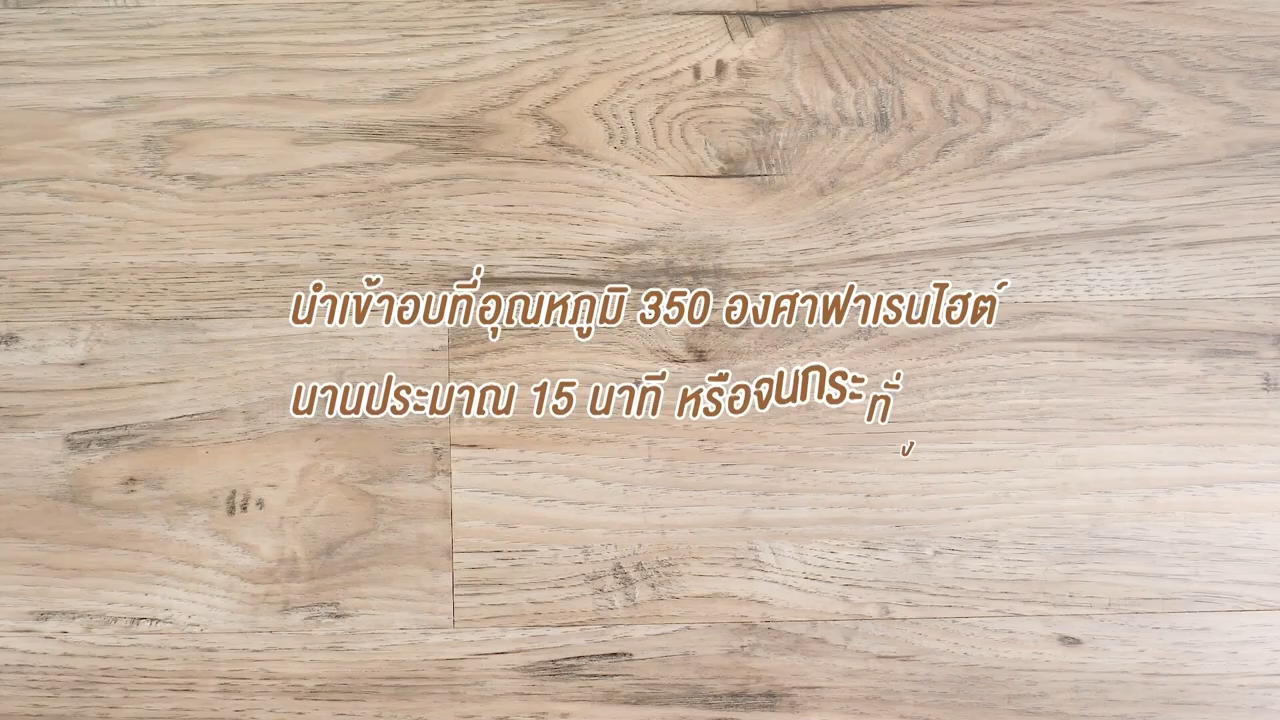 นำเข้าอบที่อุณหภูมิ 350 องศาฟาเรนไฮต์
นานประมาณ 15 นาที หรือจนกระทั่